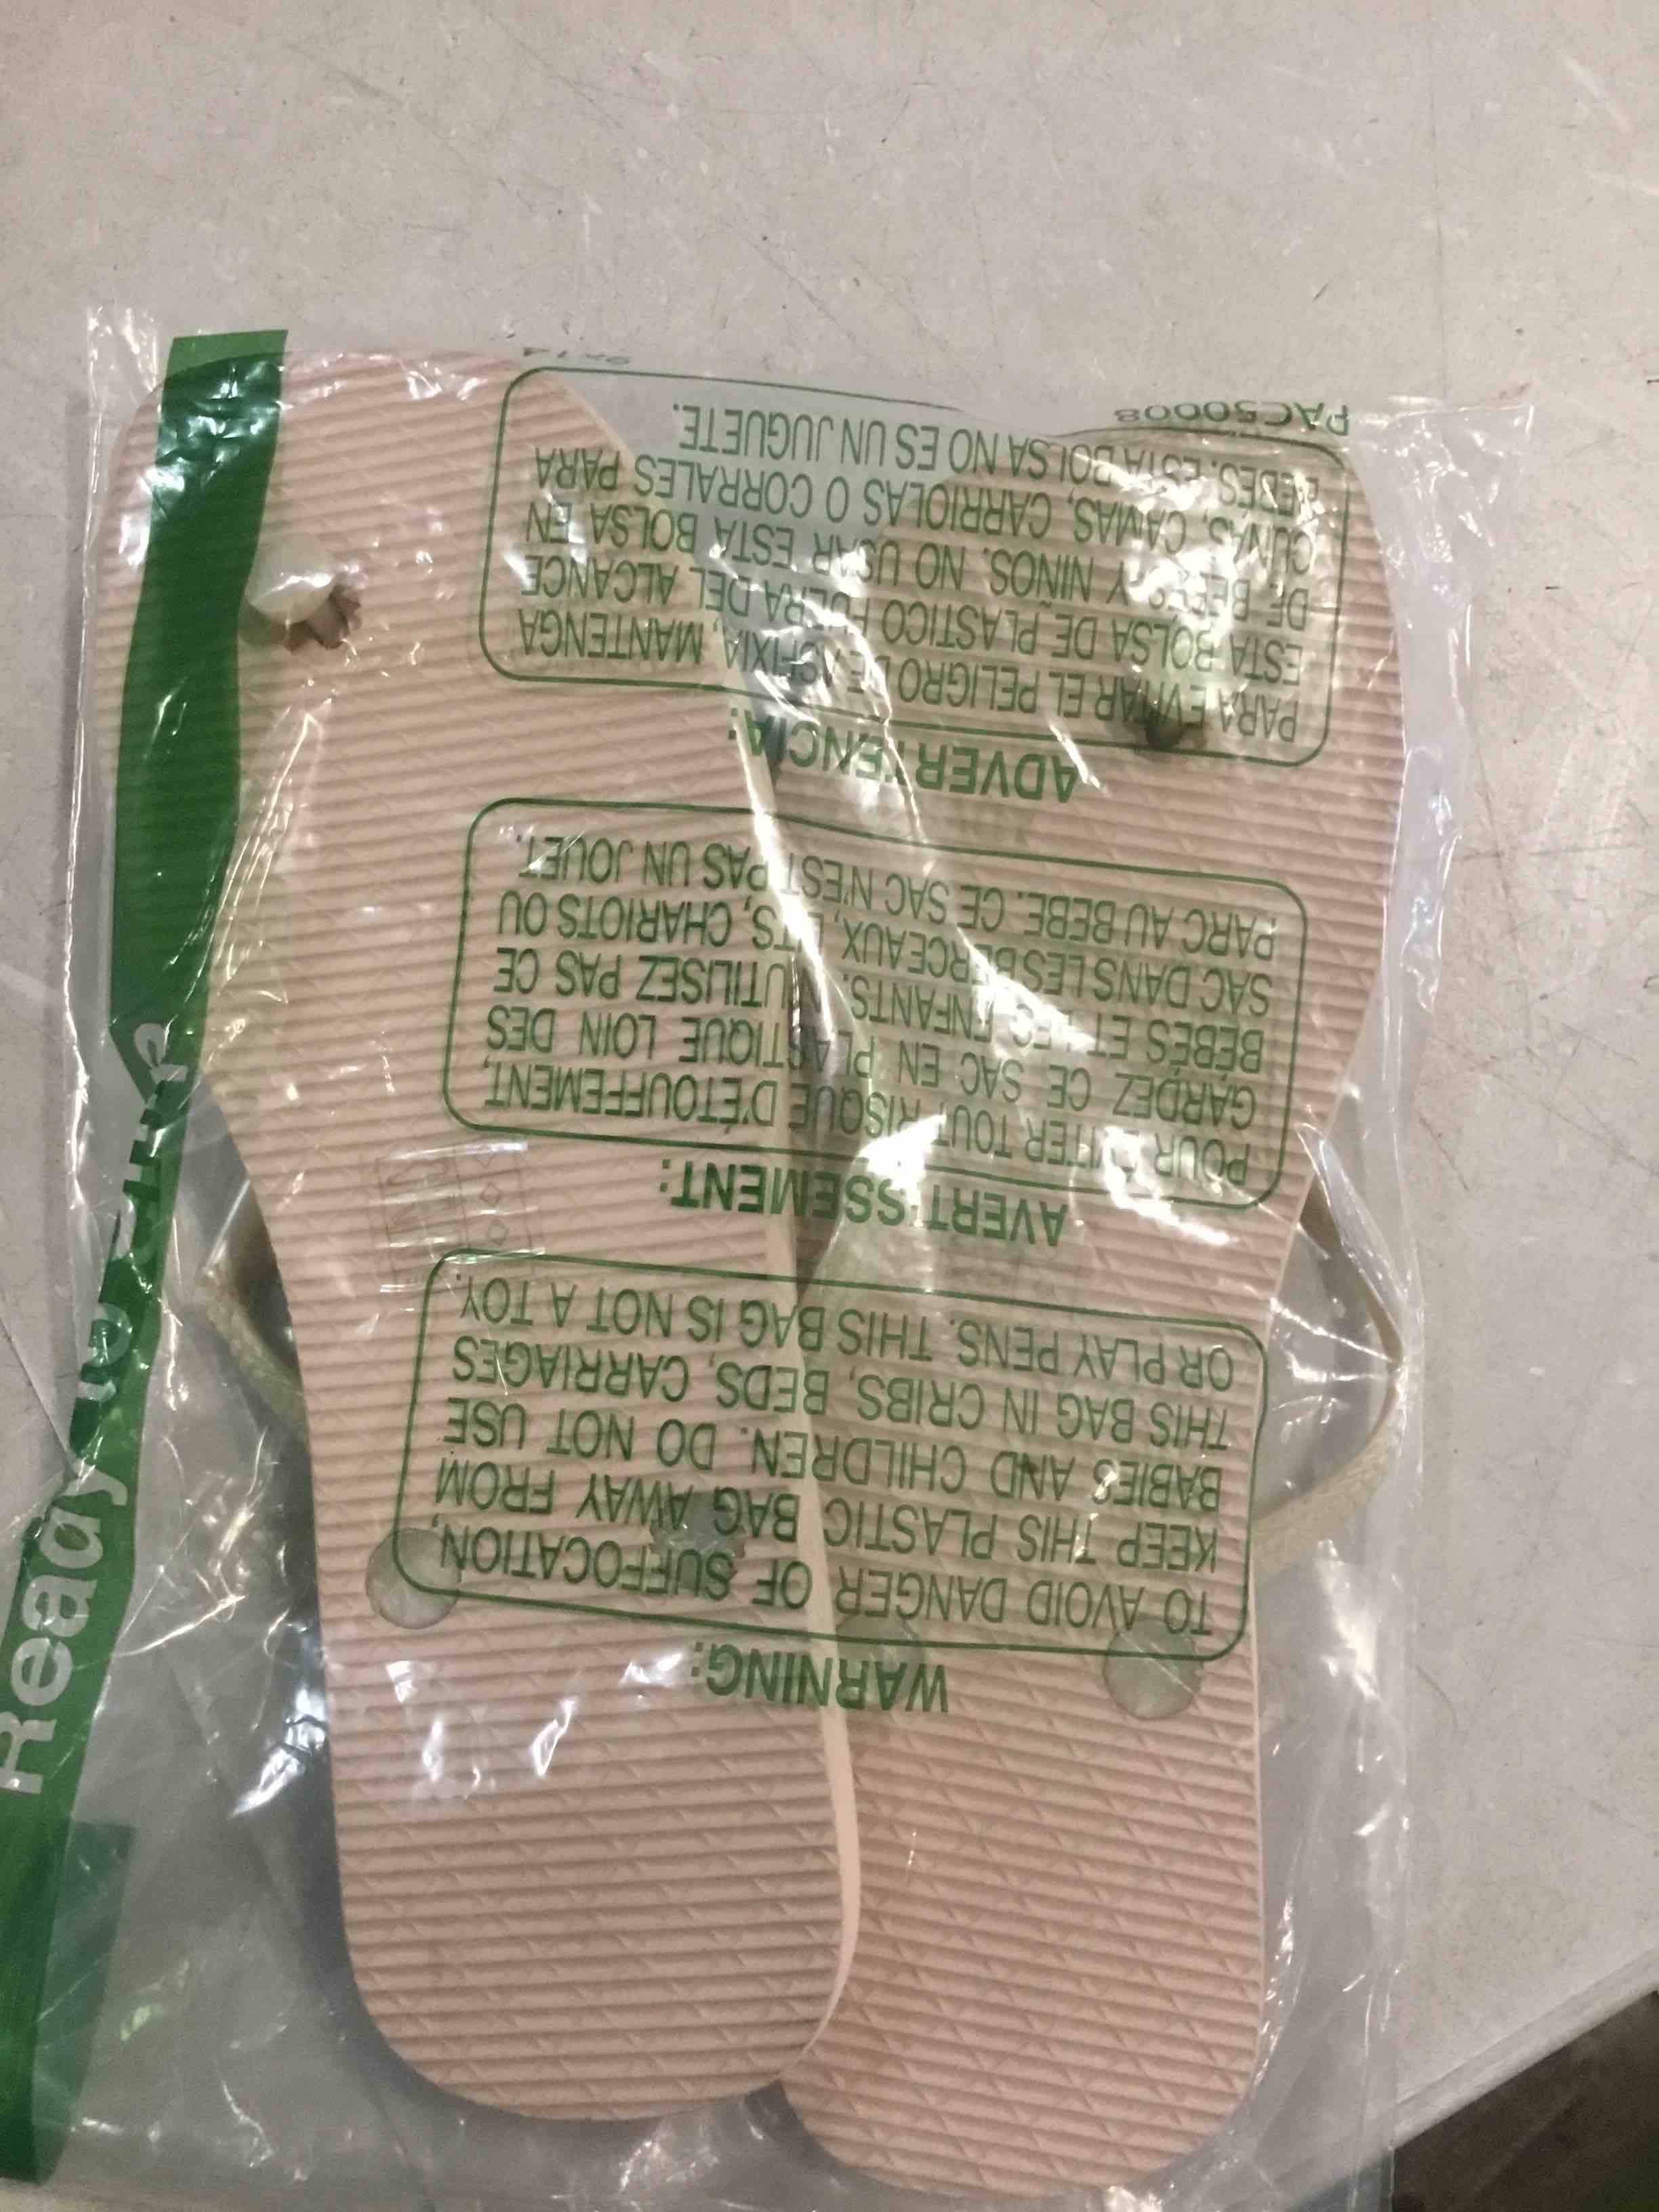 WARNING:
TO AVOID DANGER OF SUFFOCATION,
KEEP THIS PLASTIC BAG AWAY FROM
BABIES AND CHILDREN. DO NOT USE
THIS BAG IN CRIBS, BEDS, CARRIAGES
OR PLAY PENS. THIS BAG IS NOT A TOY.
AVERTISSEMENT:
POUR ÉVITER TOUT RISQUE D'ÉTOUFFEMENT,
GARDEZ CE SAC EN PLASTIQUE LOIN DES
BEBÉS ET LES ENFANTS. N'UTILISEZ PAS CE
SAC DANS LES BERCEAUX, LITS, CHARIOTS OU
PARC AU BEBE. CE SAC N'EST PAS UN JOUET.
ADVERTENCIA:
PARA EVITAR EL PELIGRO DE ASFIXIA, MANTENGA
ESTA BOLSA DE PLASTICO FUERA DEL ALCANCE
DE BEBES Y NIÑOS. NO USAR ESTA BOLSA EN
CUNAS, CAMAS, CARRIOLAS O CORRALES PARA
BEBES. ESTA BOLSA NO ES UN JUGUETE.
PAC50008
9x14
Ready to Ship